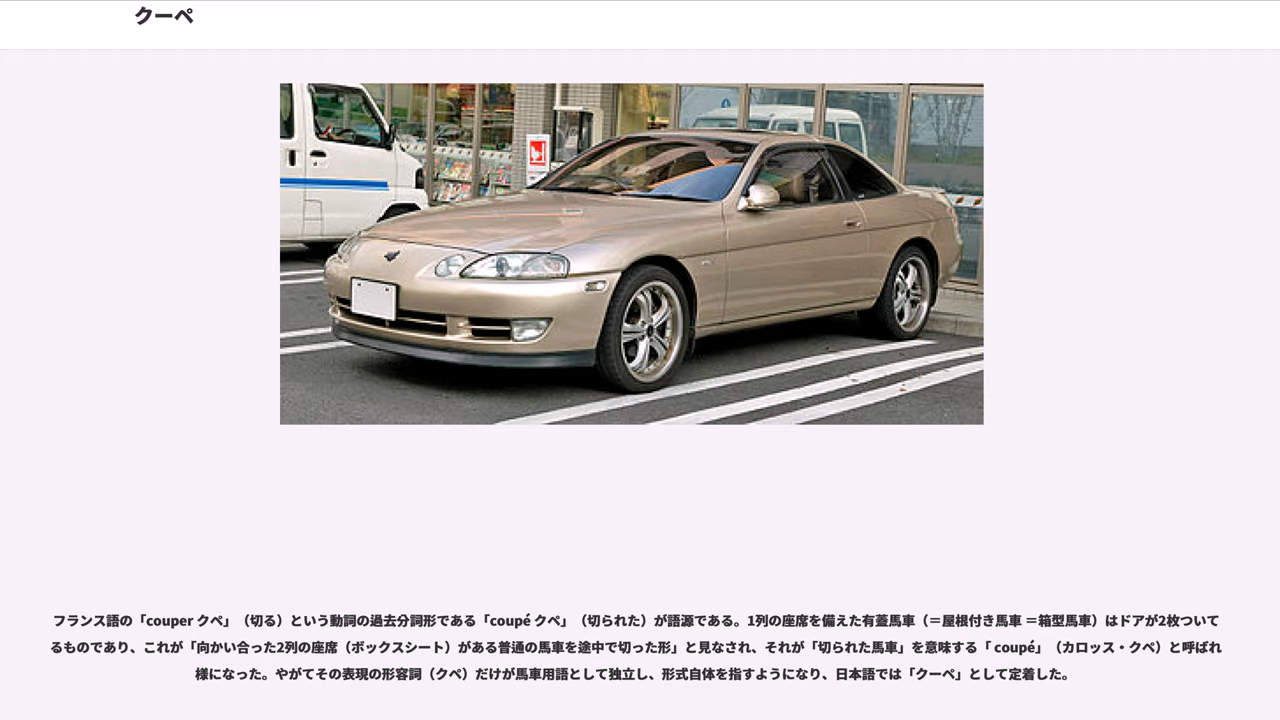 クーペ
フランス語の「couper クペ」（切る）という動詞の過去分詞形である「coupé クペ」（切られた）が語源である。1列の座席を備えた有蓋馬車（＝屋根付き馬車 ＝箱型馬車）はドアが2枚ついて
るものであり、これが「向かい合った2列の座席（ボックスシート）がある普通の馬車を途中で切った形」と見なされ、それが「切られた馬車」を意味する「 coupé」（カロッス・クペ）と呼ばれ
様になった。やがてその表現の形容詞（クペ）だけが馬車用語として独立し、形式自体を指すようになり、日本語では「クーペ」として定着した。